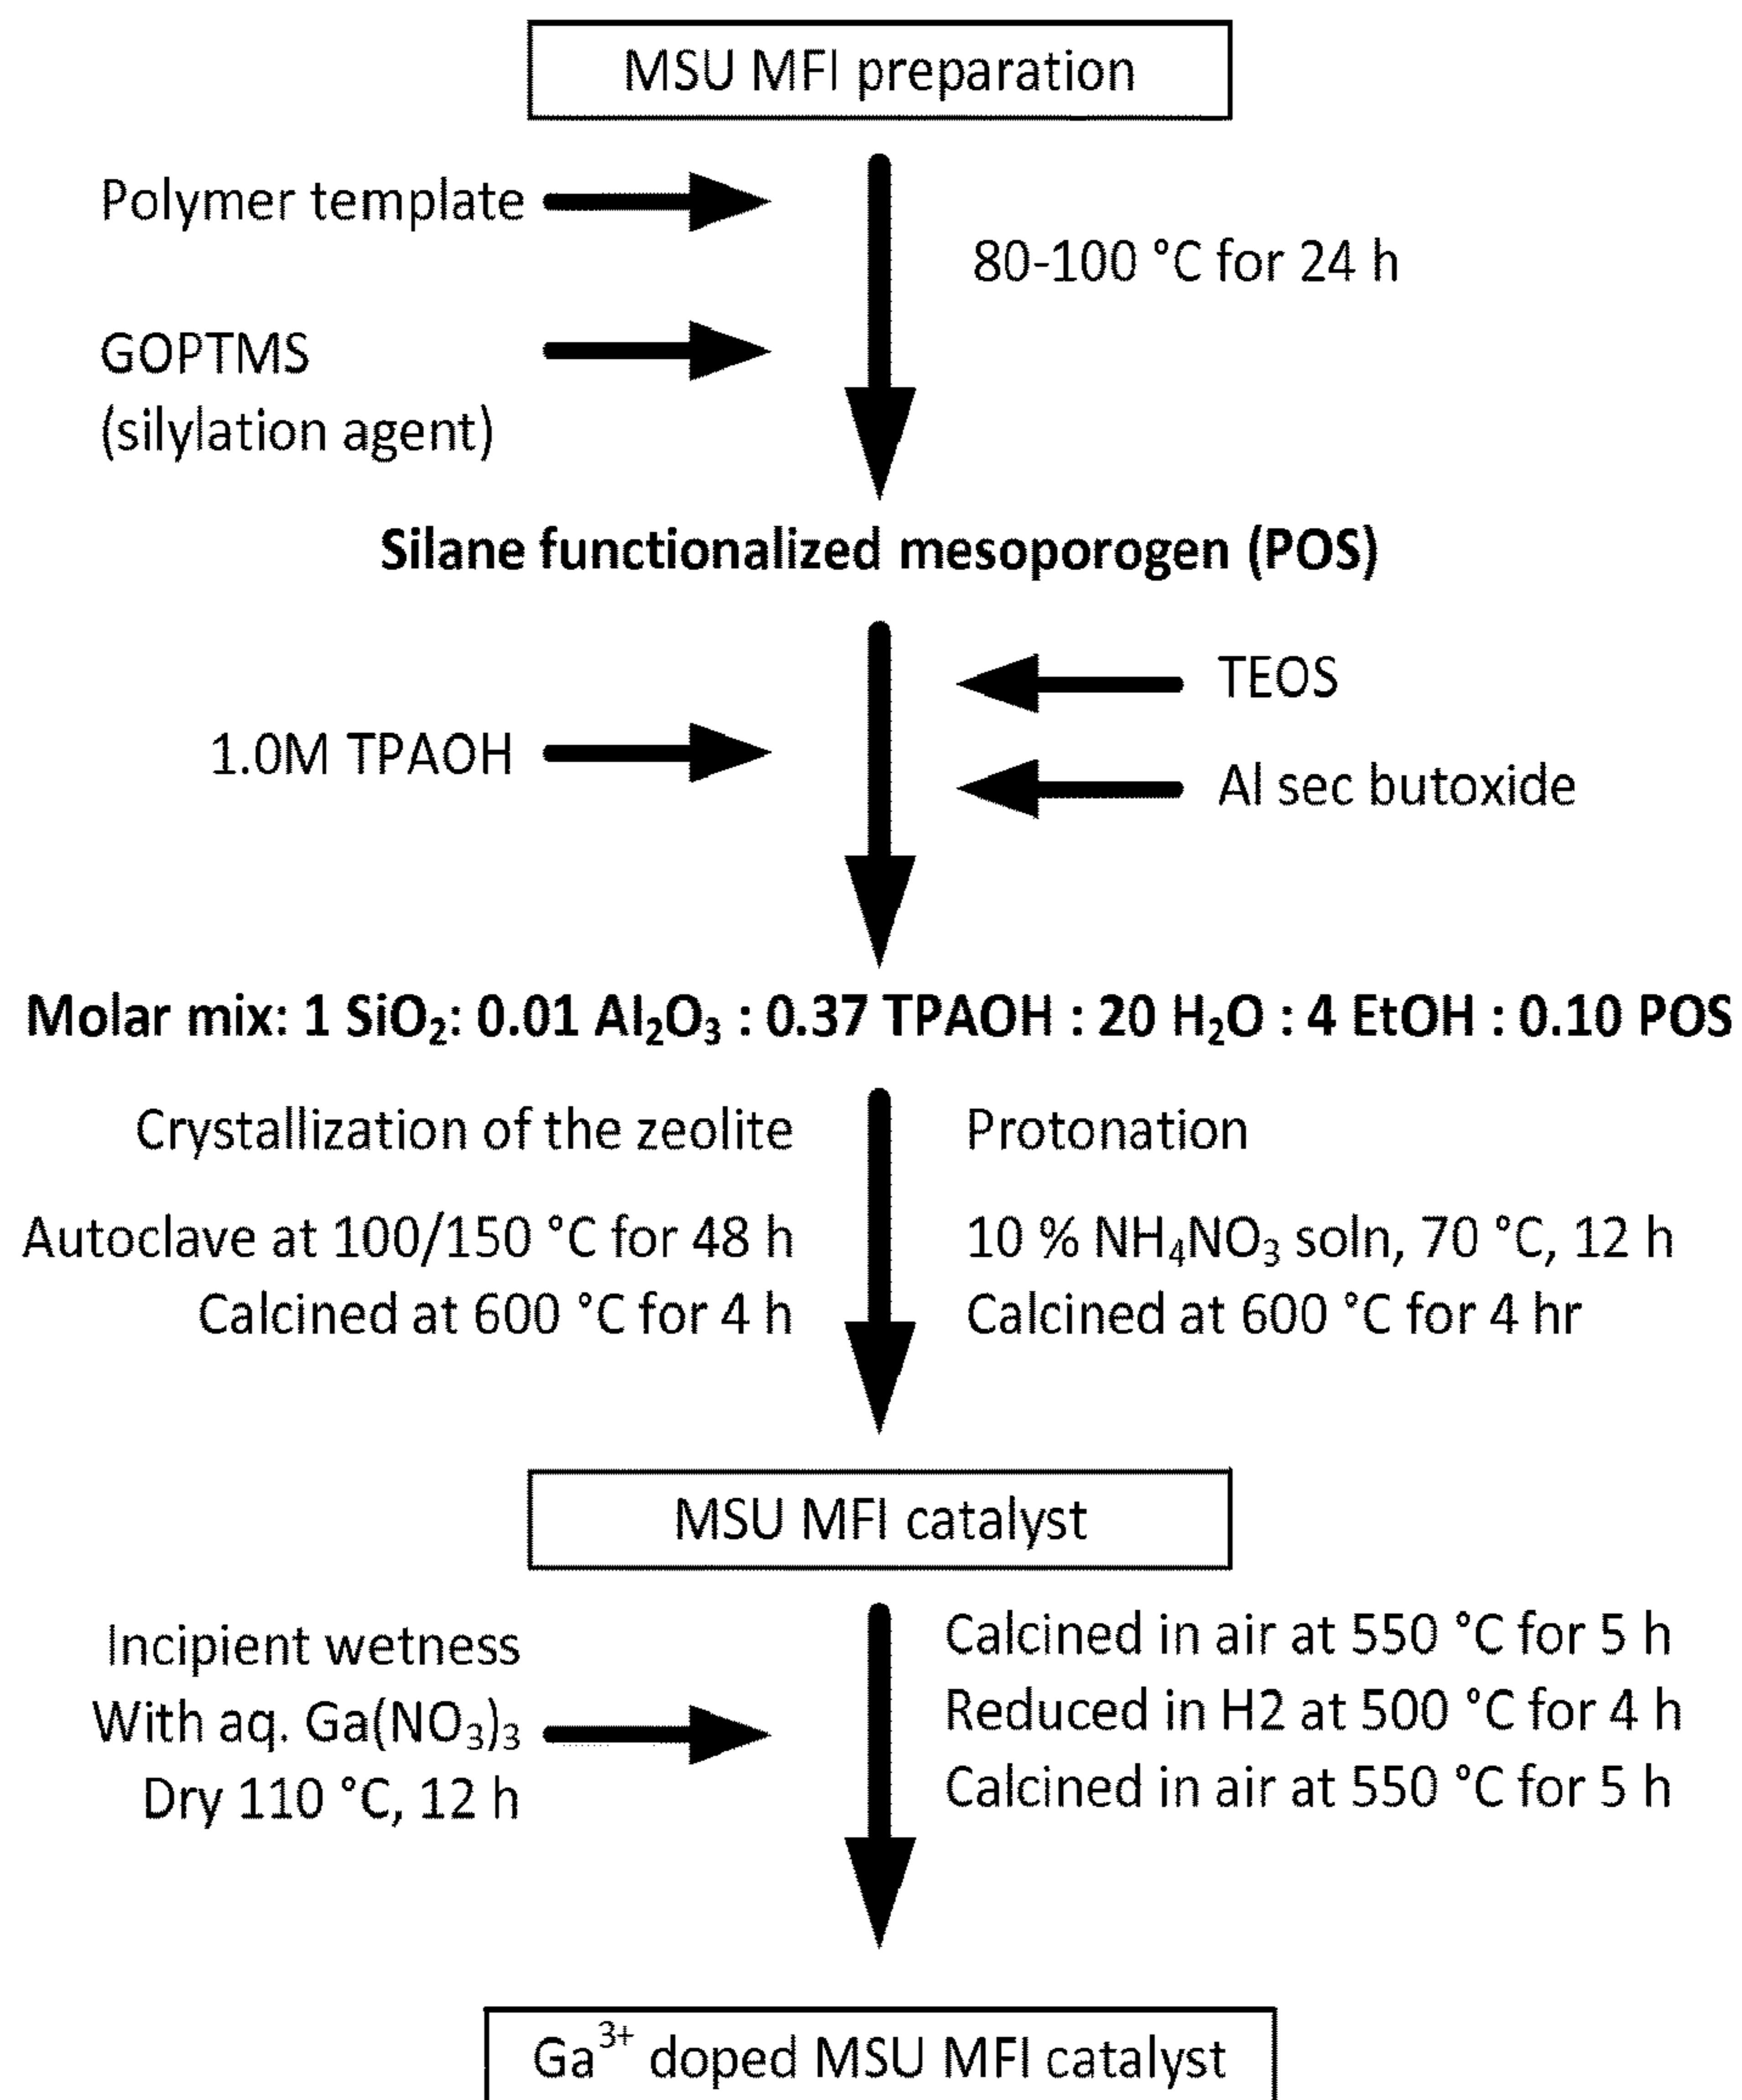 MSU MFI preparation
Polymer template
80-100 °C for 24 h
GOPTMS
(silylation agent)
Silane functionalized mesoporogen (POS)
TEOS
1.0M TPAOH
Al sec butoxide
Molar mix: 1 SiO₂: 0.01 Al₂O₃ : 0.37 TPAOH : 20 H₂O : 4 EtOH : 0.10 POS
Crystallization of the zeolite
Autoclave at 100/150 °C for 48 h
Calcined at 600 °C for 4 h
Protonation
10 % NH₄NO₃ soln, 70 °C, 12 h
Calcined at 600 °C for 4 hr
MSU MFI catalyst
Incipient wetness
With aq. Ga(NO₃)₃
Dry 110 °C, 12 h
Calcined in air at 550 °C for 5 h
Reduced in H2 at 500 °C for 4 h
Calcined in air at 550 °C for 5 h
Ga³⁺ doped MSU MFI catalyst